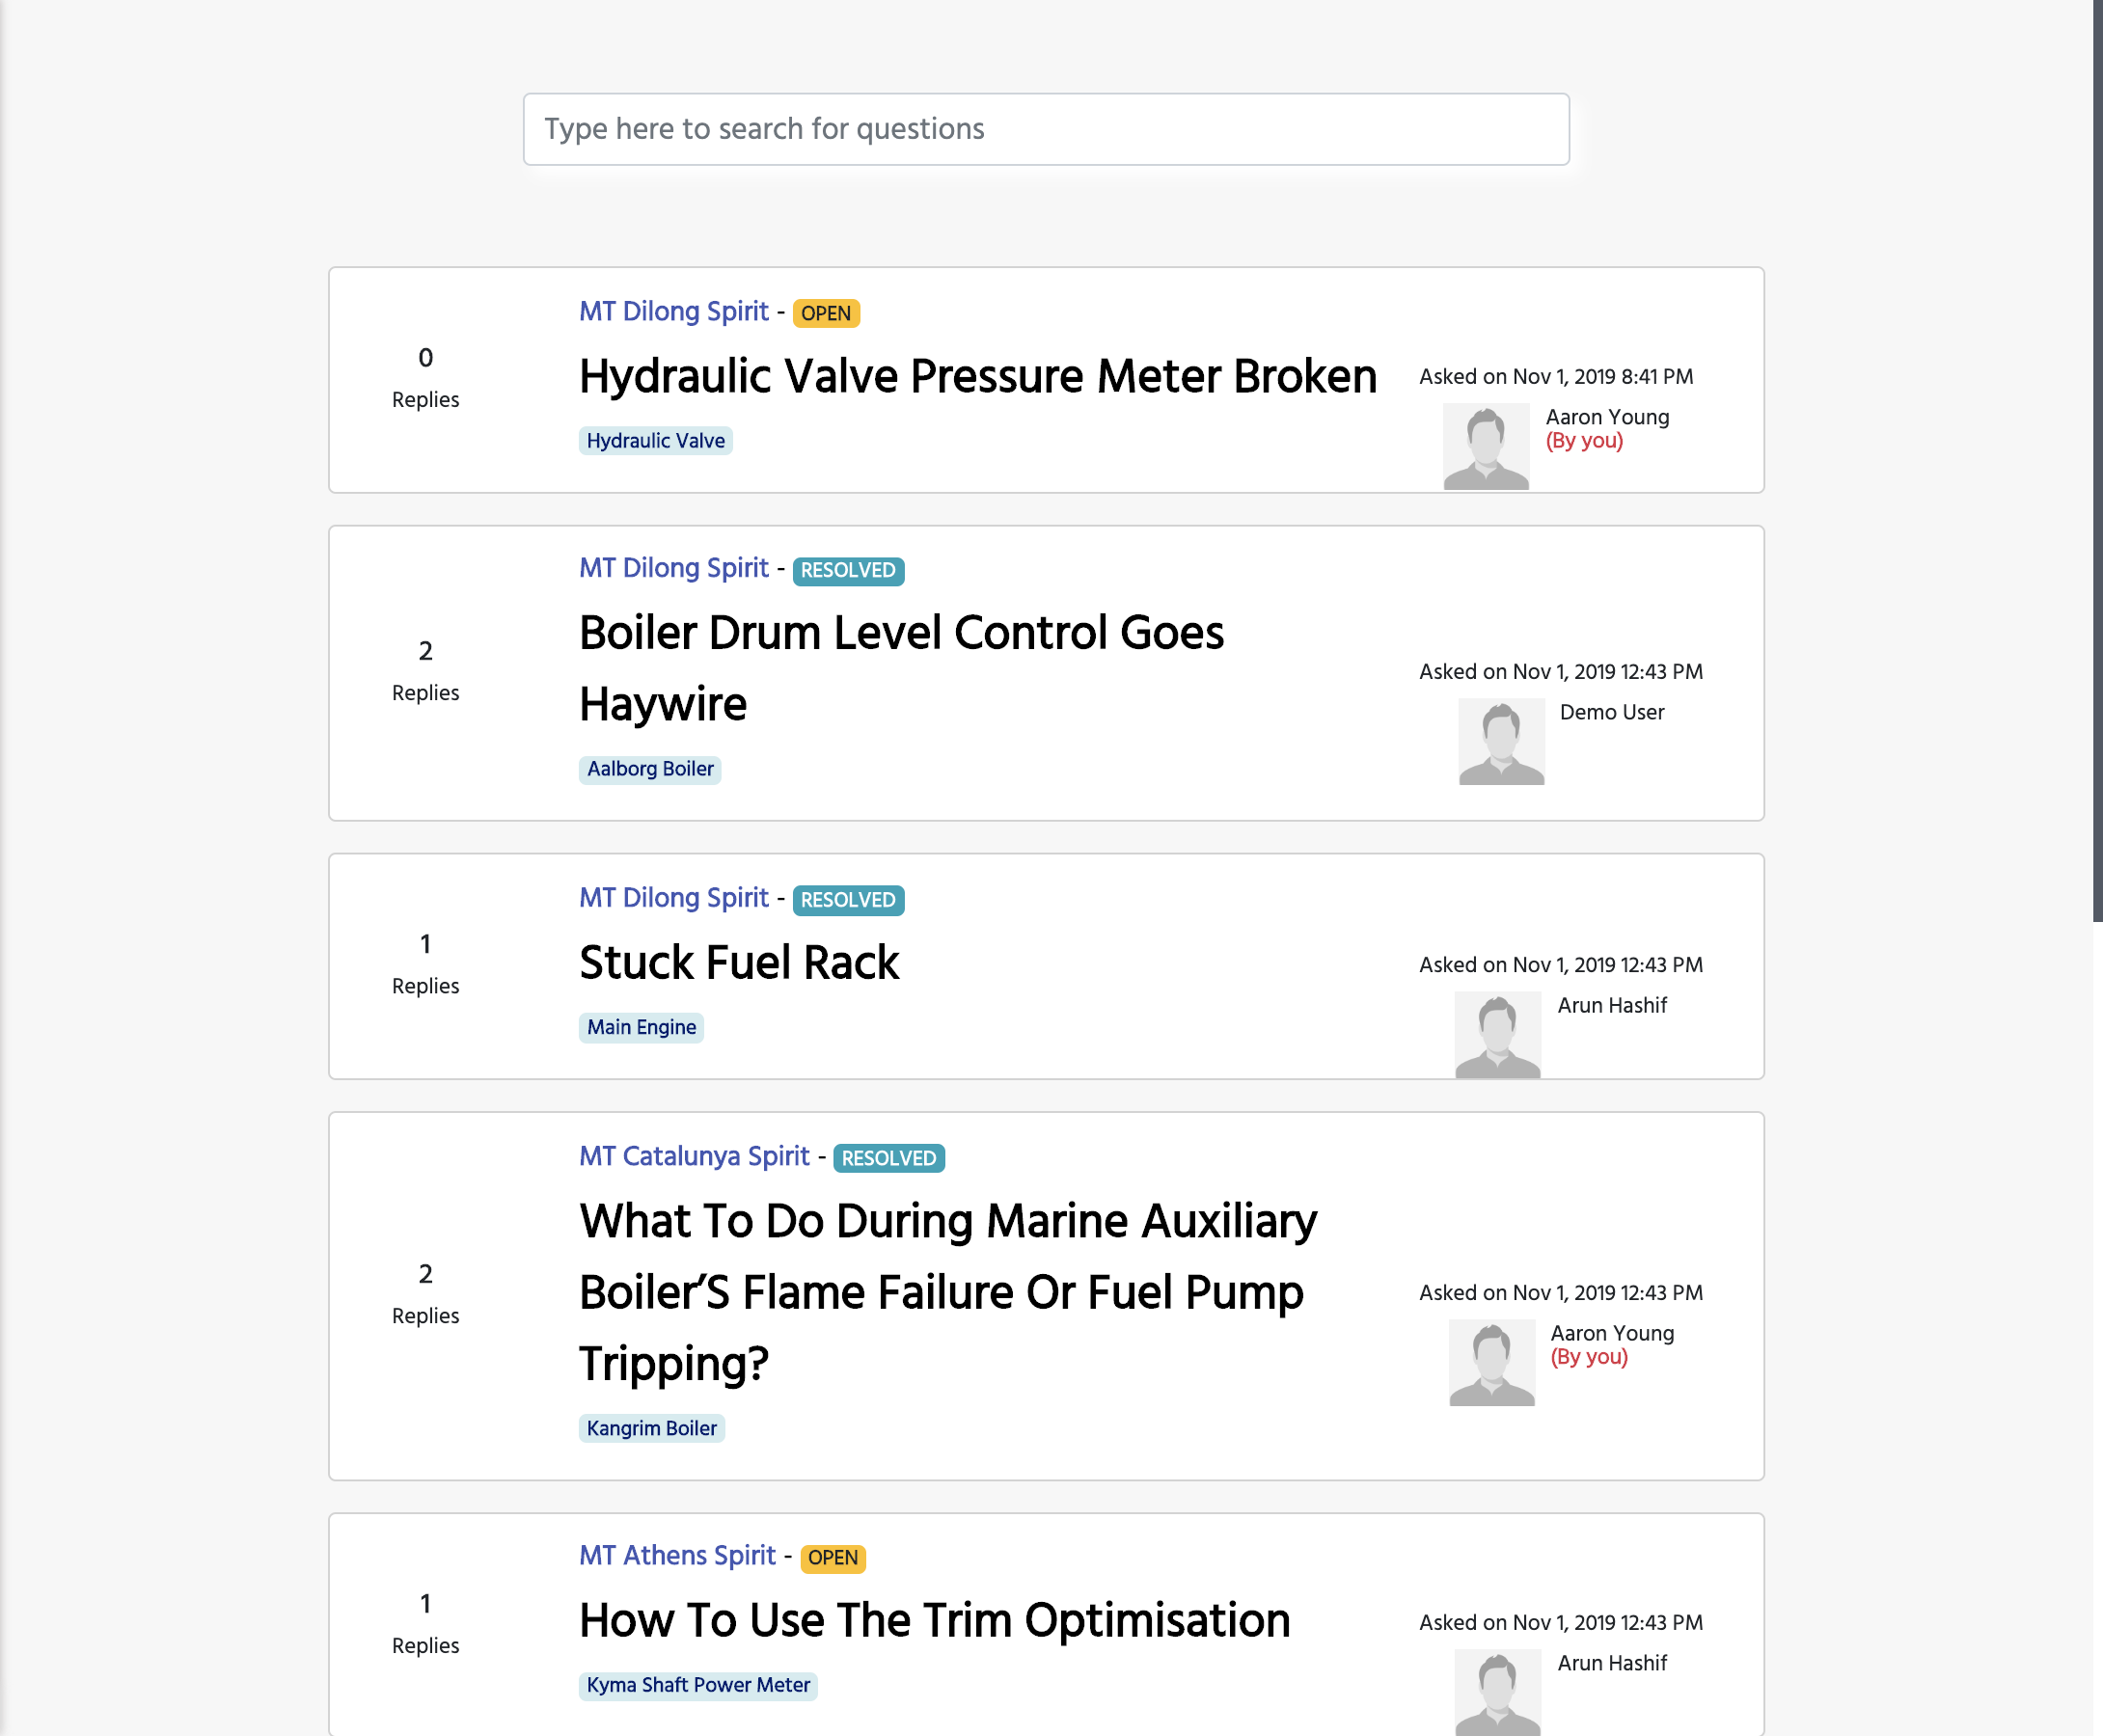 Type here to search for questions
MT Dilong Spirit - OPEN
0
Replies
Hydraulic Valve Pressure Meter Broken
Hydraulic Valve
Asked on Nov 1, 2019 8:41 PM
Aaron Young
(By you)
MT Dilong Spirit - RESOLVED
2
Replies
Boiler Drum Level Control Goes
Haywire
Aalborg Boiler
Asked on Nov 1, 2019 12:43 PM
Demo User
MT Dilong Spirit - RESOLVED
1
Replies
Stuck Fuel Rack
Main Engine
Asked on Nov 1, 2019 12:43 PM
Arun Hashif
MT Catalunya Spirit - RESOLVED
2
Replies
What To Do During Marine Auxiliary
Boiler’S Flame Failure Or Fuel Pump
Tripping?
Kangrim Boiler
Asked on Nov 1, 2019 12:43 PM
Aaron Young
(By you)
MT Athens Spirit - OPEN
1
Replies
How To Use The Trim Optimisation
Kyma Shaft Power Meter
Asked on Nov 1, 2019 12:43 PM
Arun Hashif